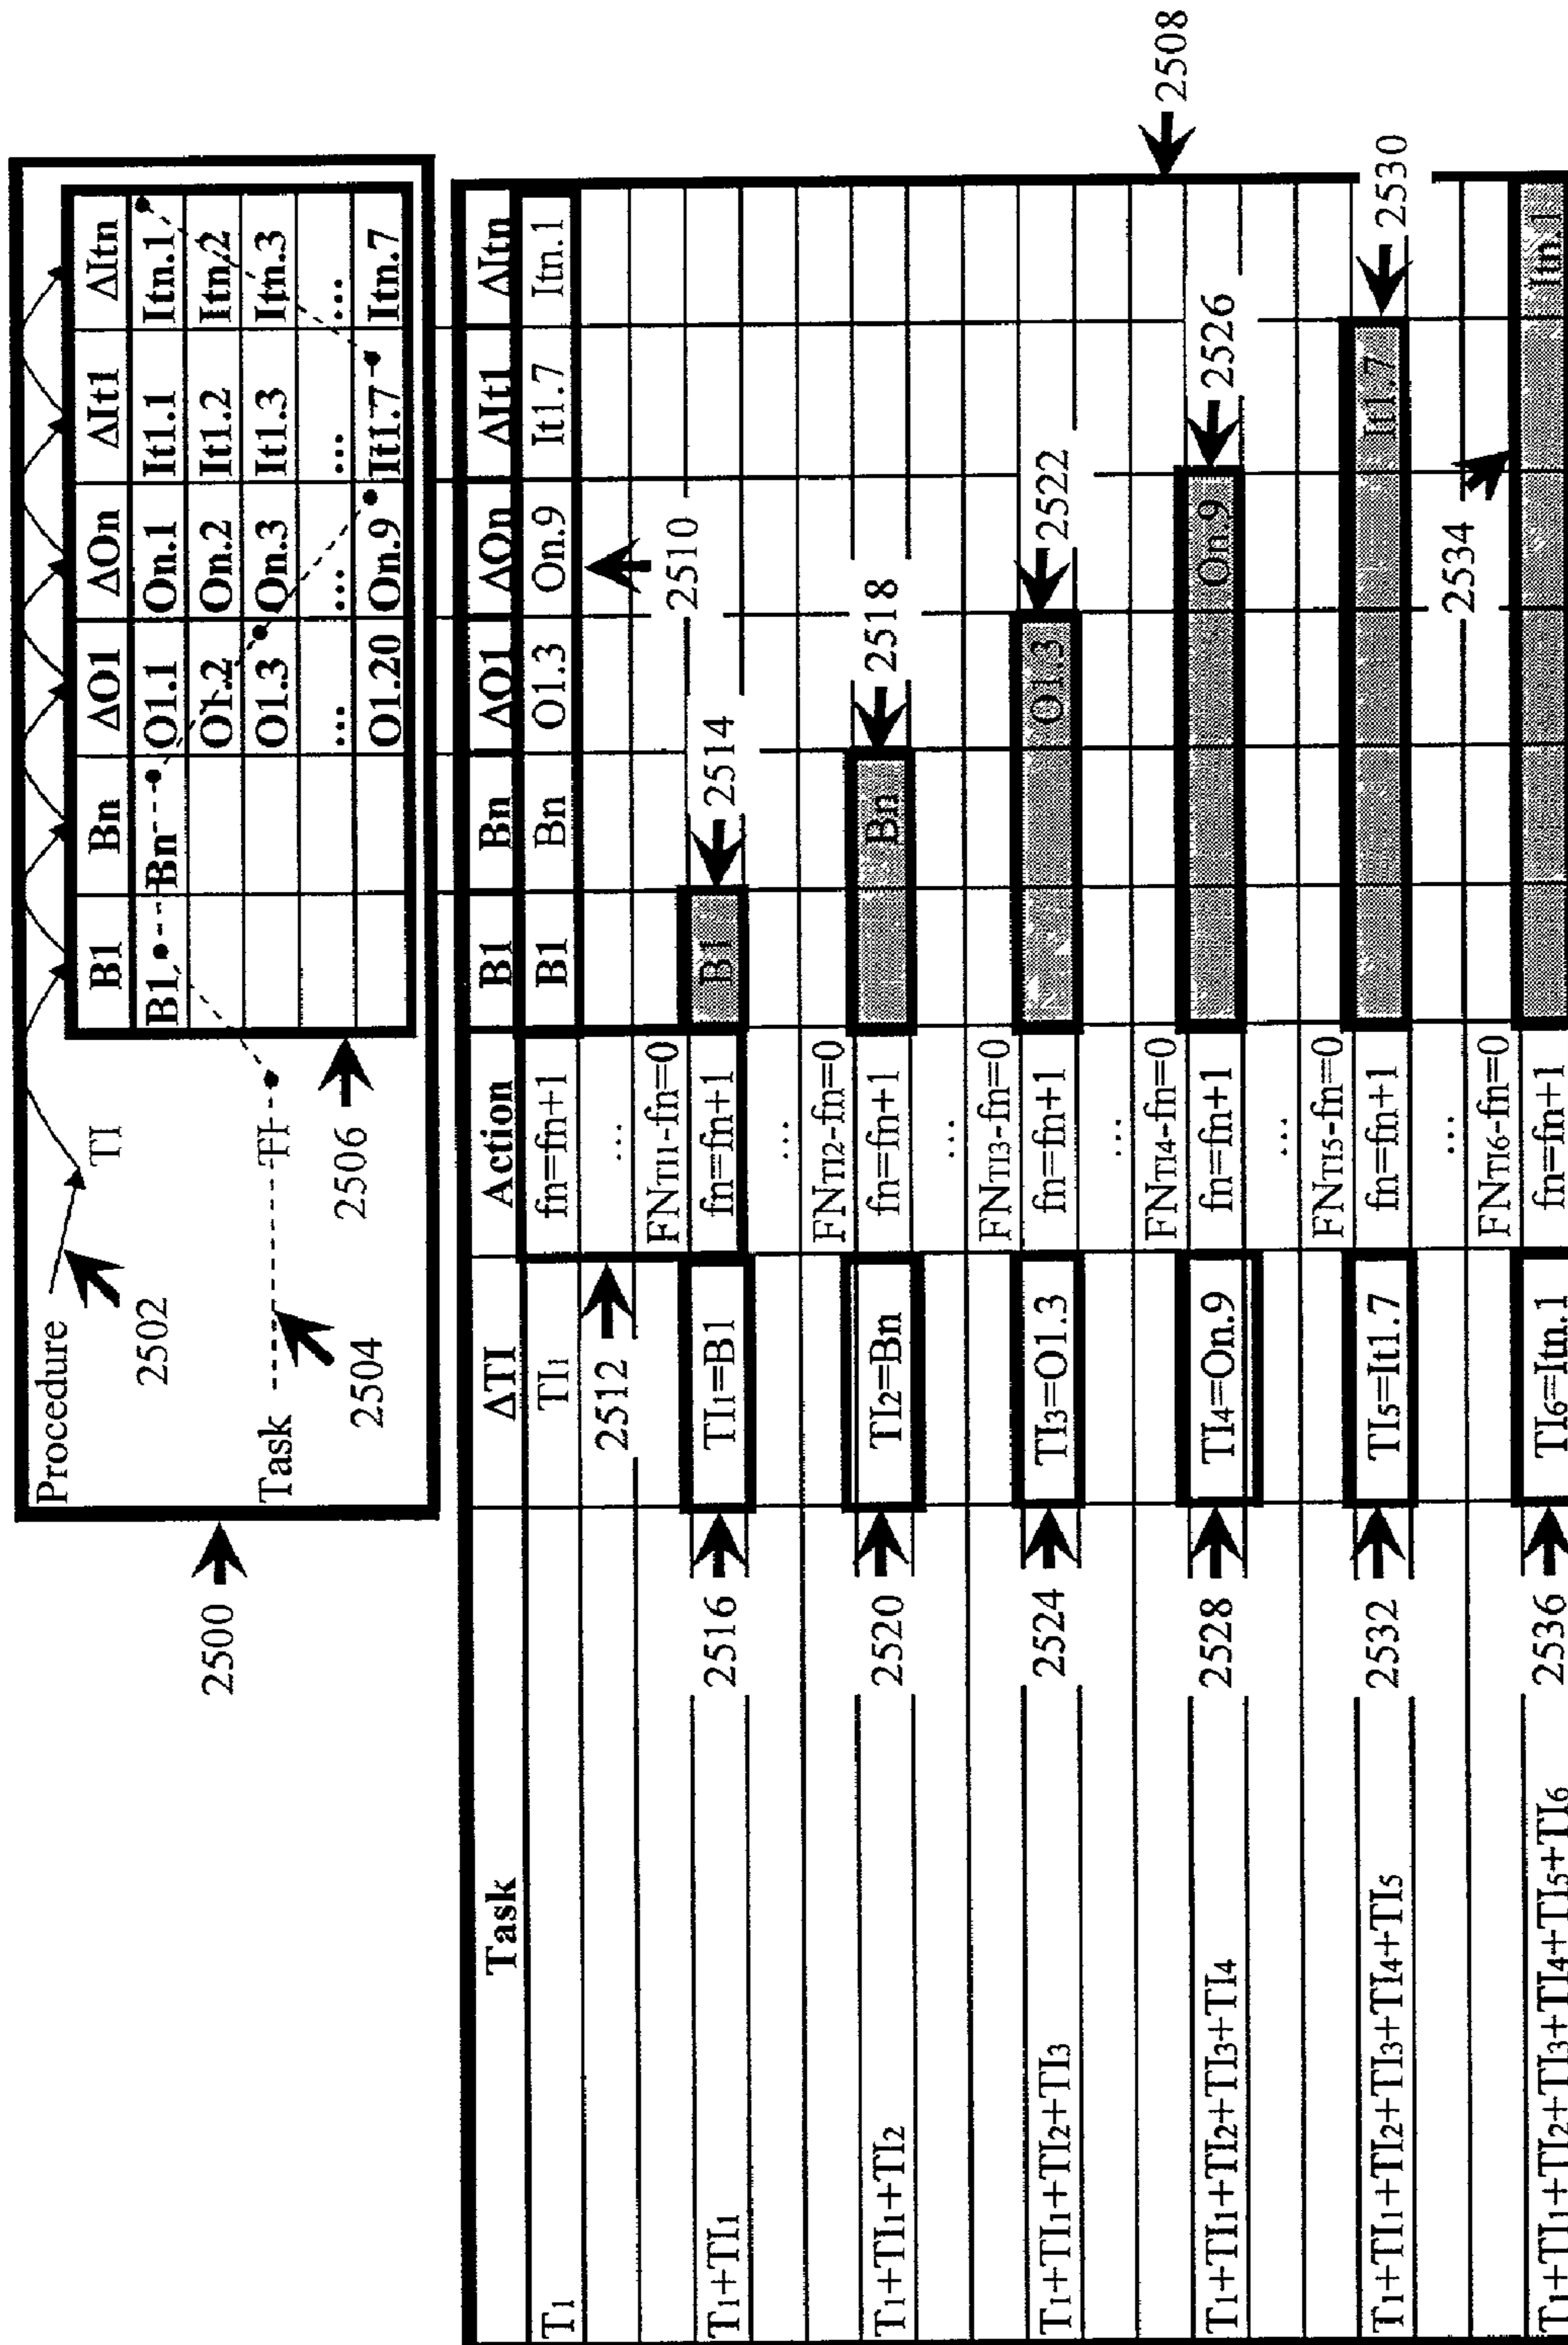 2500
Procedure TI
2502
Task TI
2504
2506
B1 Bn ΔO1 ΔOn ΔIt1 ΔItn
B1 Bn O1.1 On.1 It1.1 Itn.1
O1.2 On.2 It1.2 Itn.2
O1.3 On.3 It1.3 Itn.3
... ... ... ...
O1.20 On.9 It1.7 Itn.7
Task ΔTI Action B1 Bn ΔO1 ΔOn ΔIt1 ΔItn
T1 TI1 fn=fn+1 B1 Bn O1.3 On.9 It1.7 Itn.1
2512 ... 2510
FNTI1-fn=0
T1+TI1 2516 TI1=B1 fn=fn+1 B1 2514
...
FNTI2-fn=0
T1+TI1+TI2 2520 TI2=Bn fn=fn+1 Bn 2518
...
FNTI3-fn=0
T1+TI1+TI2+TI3 2524 TI3=O1.3 fn=fn+1 O1.3 2522
...
2508
FNTI4-fn=0
T1+TI1+TI2+TI3+TI4 2528 TI4=On.9 fn=fn+1 On.9 2526
...
FNTI5-fn=0
T1+TI1+TI2+TI3+TI4+TI5 2532 TI5=It1.7 fn=fn+1 It1.7 2530
...
2534
FNTI6-fn=0
T1+TI1+TI2+TI3+TI4+TI5+TI6 2536 TI6=Itn.1 fn=fn+1 Itn.1